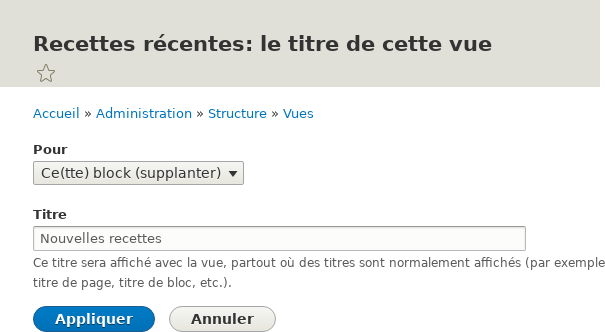 Recettes récentes: le titre de cette vue
Accueil » Administration » Structure » Vues
Pour
Ce(tte) block (supplanter)
Titre
Nouvelles recettes
Ce titre sera affiché avec la vue, partout où des titres sont normalement affichés (par exemple
titre de page, titre de bloc, etc.).
Appliquer Annuler